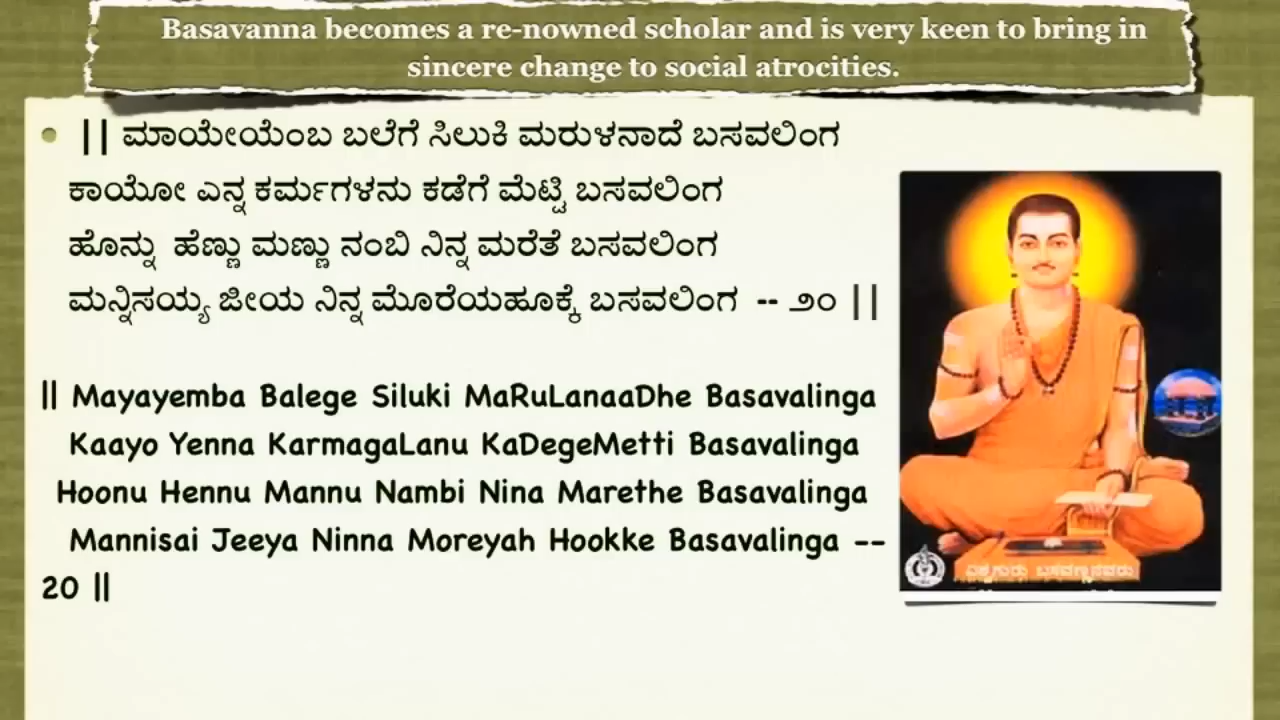 Basavanna becomes a re-nowned scholar and is very keen to bring in
sincere change to social atrocities.
|| ಮಾಯೇಯೆಂಬ ಬಲೆಗೆ ಸಿಲುಕಿ ಮರುಳನಾದೆ ಬಸವಲಿಂಗ
ಕಾಯೋ ಎನ್ನ ಕರ್ಮಗಳನು ಕಡೆಗೆ ಮೆಟ್ಟಿ ಬಸವಲಿಂಗ
ಹೊನ್ನು ಹೆಣ್ಣು ಮಣ್ಣು ನಂಬಿ ನಿನ್ನ ಮರೆತೆ ಬಸವಲಿಂಗ
ಮನ್ನಿಸಯ್ಯ ಜೀಯ ನಿನ್ನ ಮೊರೆಯಹೂಕ್ಕೆ ಬಸವಲಿಂಗ -- ೨೦ ||
|| Mayayemba Balege Siluki MaRuLanaaDhe Basavalinga
Kaayo Yenna KarmagaLanu KaDegeMetti Basavalinga
Hoonu Hennu Mannu Nambi Nina Marethe Basavalinga
Mannisai Jeeya Ninna Moreyah Hookke Basavalinga --
20 ||
ವಿಶ್ವಗುರು ಬಸವಣ್ಣನವರು